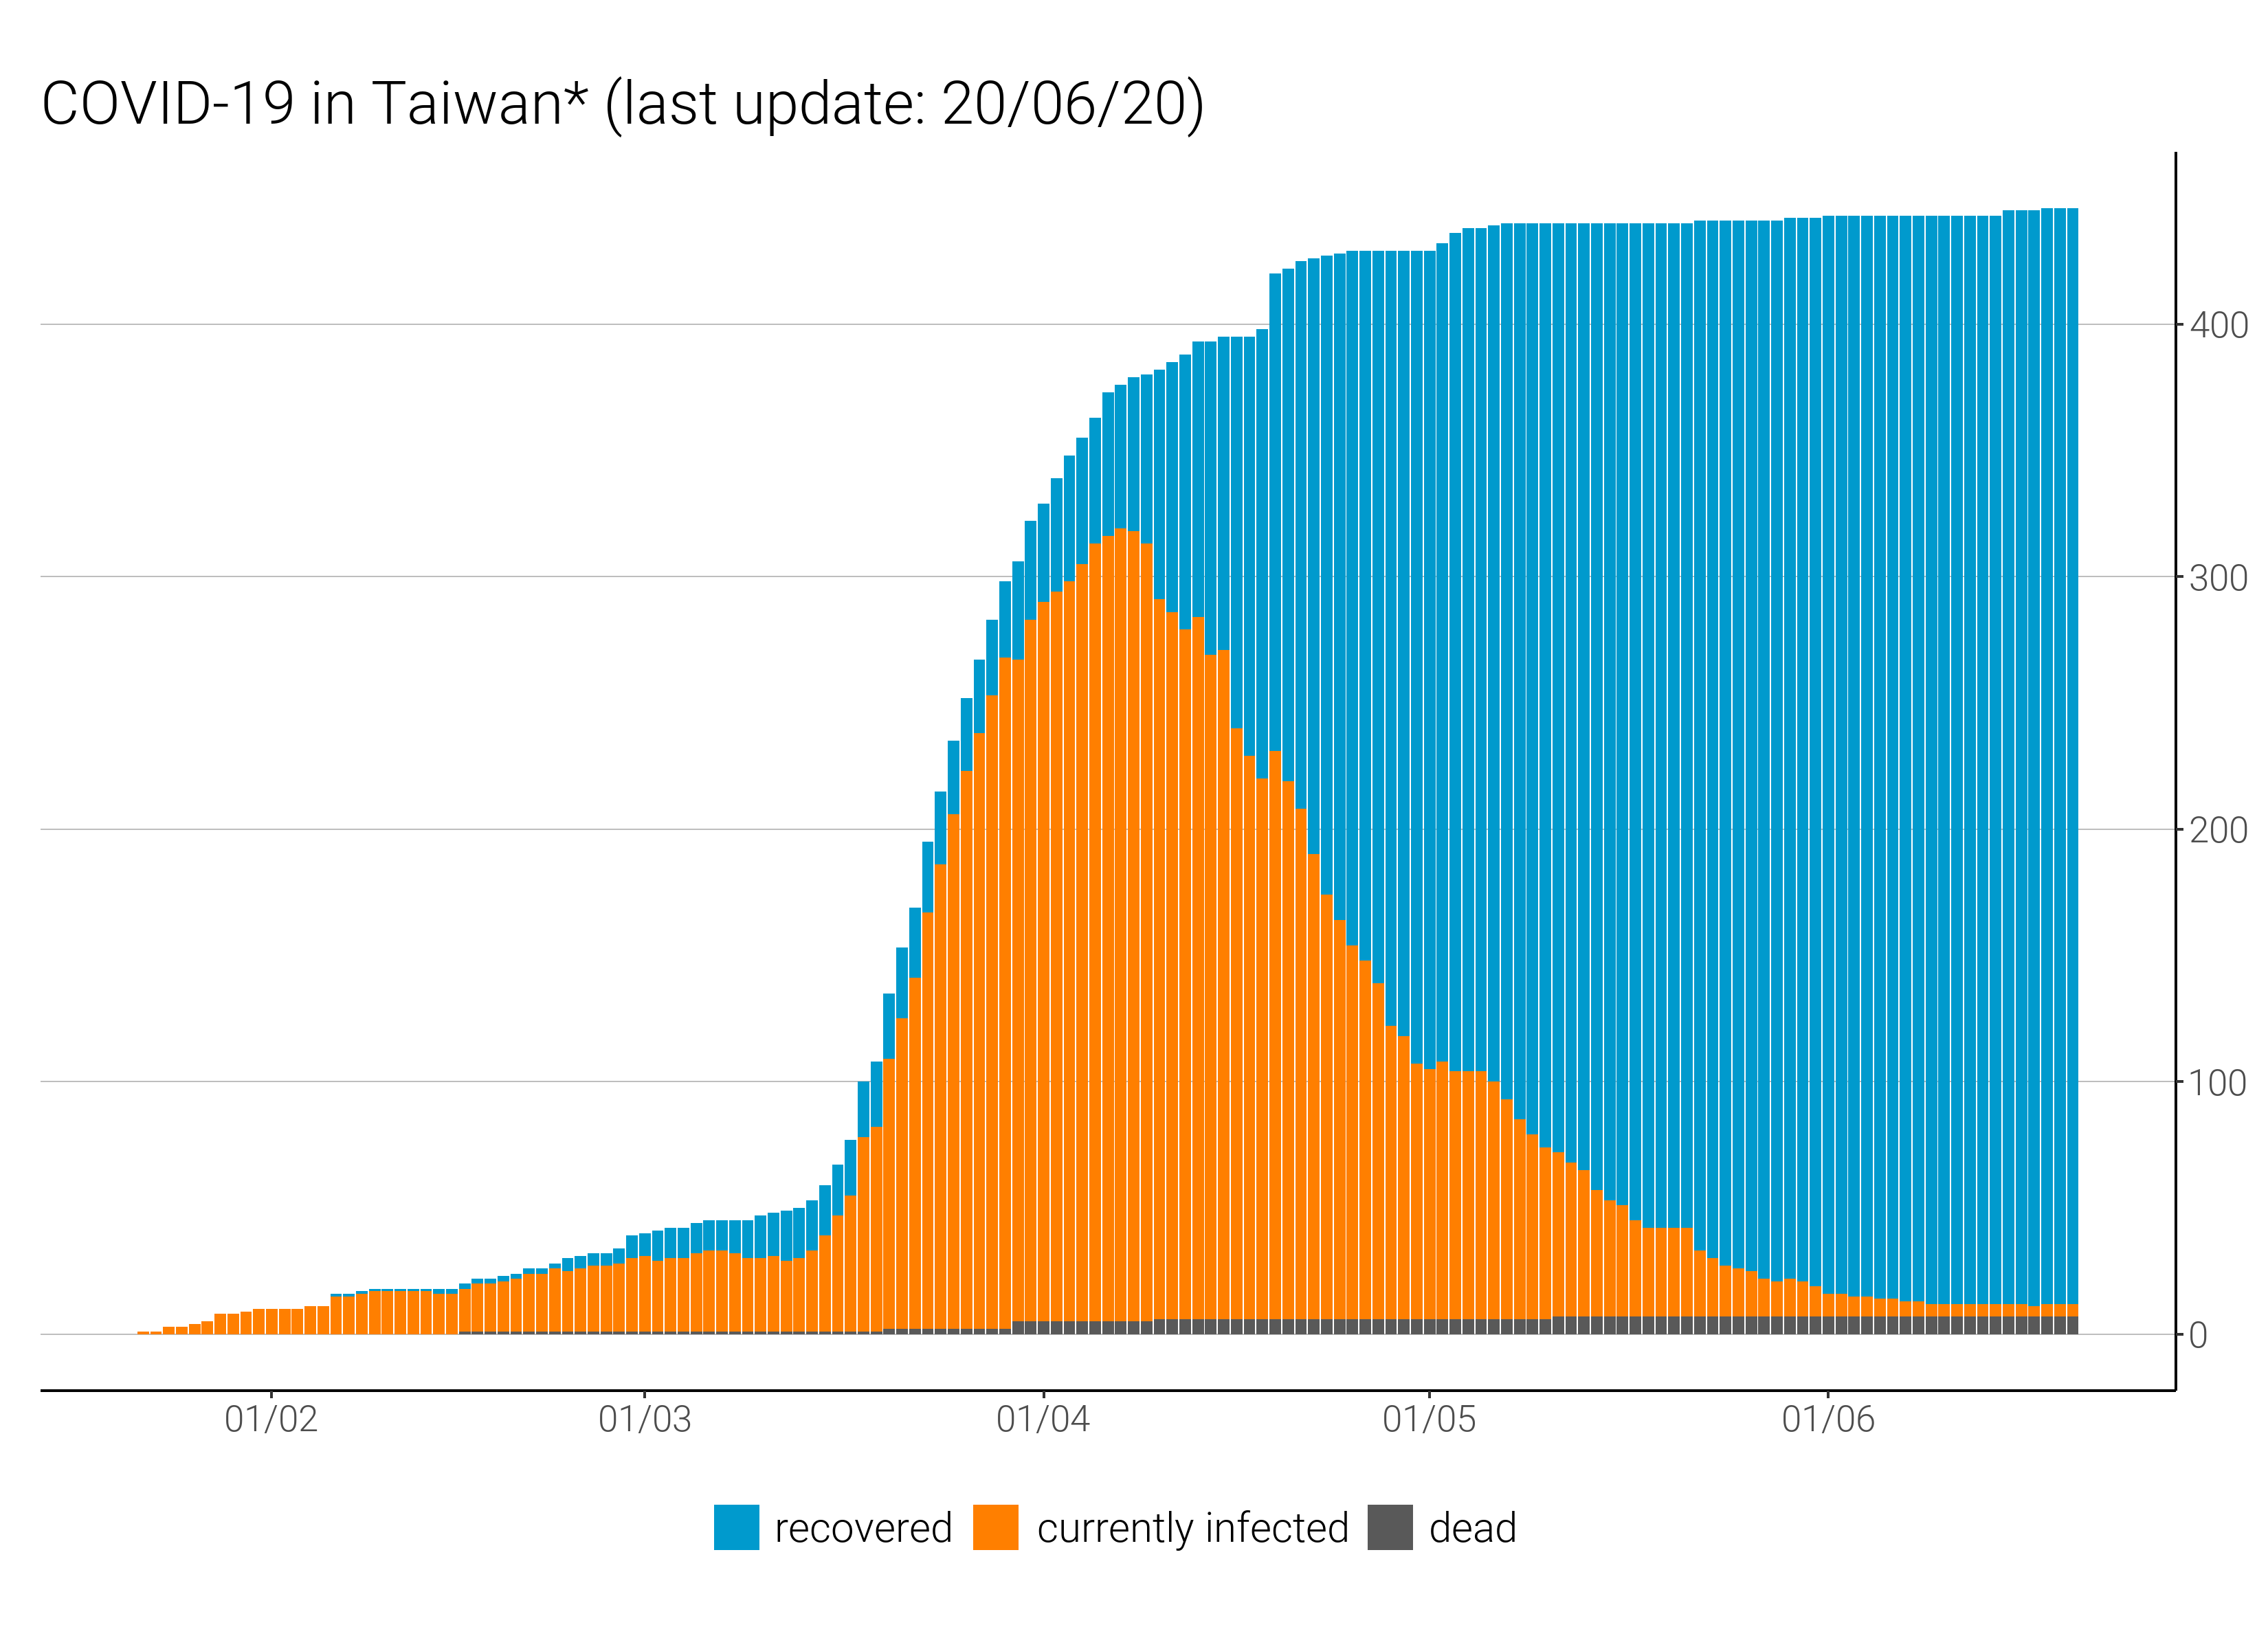 COVID-19 in Taiwan* (last update: 20/06/20)
400
300
200
100
0
01/02 01/03 01/04 01/05 01/06
recovered currently infected dead